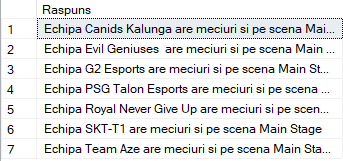 Raspuns
1 Echipa Canids Kalunga are meciuri si pe scena Mai...
2 Echipa Evil Geniuses  are meciuri si pe scena Main ...
3 Echipa G2 Esports are meciuri si pe scena Main St...
4 Echipa PSG Talon Esports are meciuri si pe scena ...
5 Echipa Royal Never Give Up are meciuri si pe scen...
6 Echipa SKT-T1 are meciuri si pe scena Main Stage
7 Echipa Team Aze are meciuri si pe scena Main Sta...